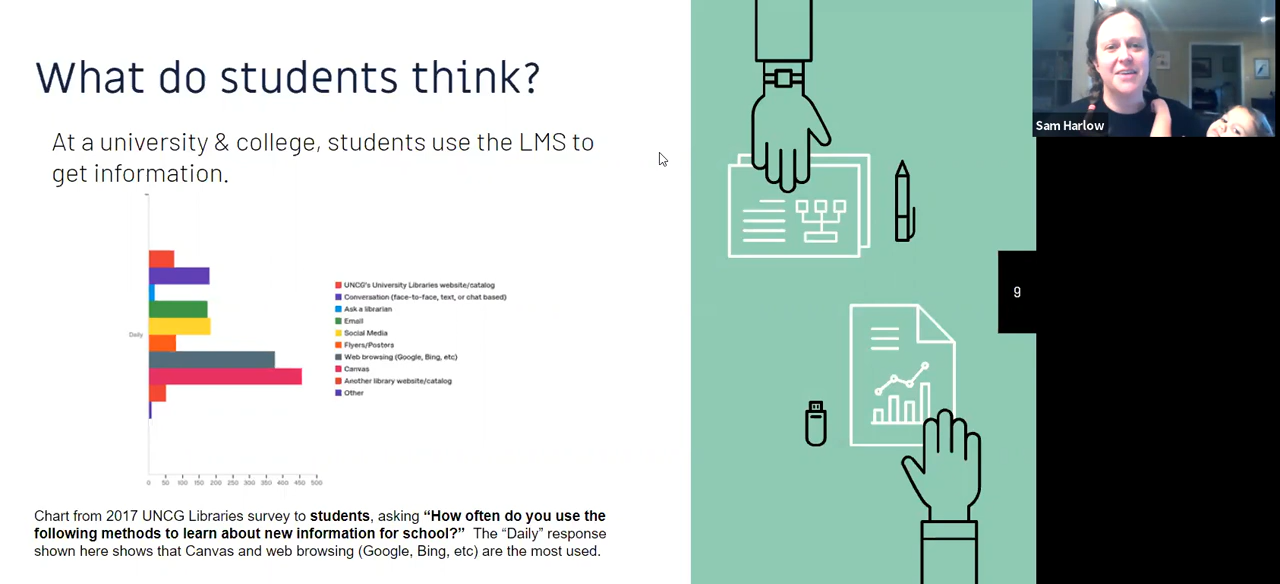 What do students think?
At a university & college, students use the LMS to
get information.
Daily
UNCG's University Libraries website/catalog
Conversation (face-to-face, text, or chat based)
Ask a librarian
Email
Social Media
Flyers/Posters
Web browsing (Google, Bing, etc)
Canvas
Another library website/catalog
Other
0 50 100 150 200 250 300 350 400 450 500
Chart from 2017 UNCG Libraries survey to students, asking “How often do you use the
following methods to learn about new information for school?” The “Daily” response
shown here shows that Canvas and web browsing (Google, Bing, etc) are the most used.
9
Sam Harlow